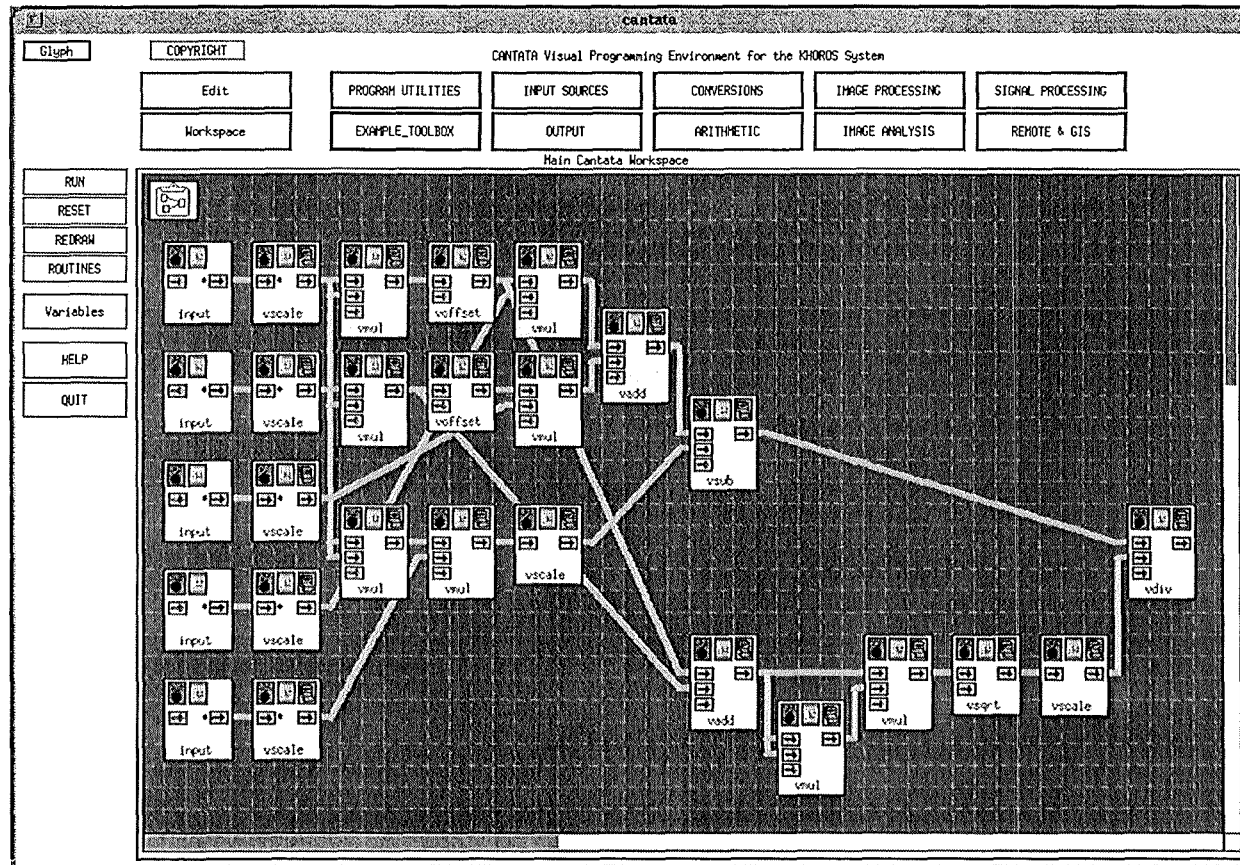 cantata
Glyph COPYRIGHT
CANTATA Visual Programming Environment for the KHOROS System
Edit PROGRAM UTILITIES INPUT SOURCES CONVERSIONS IMAGE PROCESSING SIGNAL PROCESSING
Workspace EXAMPLE_TOOLBOX OUTPUT ARITHMETIC IMAGE ANALYSIS REMOTE & GIS
Main Cantata Workspace
RUN
RESET
REDRAW
ROUTINES
Variables
HELP
QUIT
input vscale vmul voffset vmul
vadd
input vscale vmul voffset vmul
vsub
input vscale
vmul vmul vscale
vdiv
input vscale
vadd vmul vsqrt vscale
input vscale
vmul